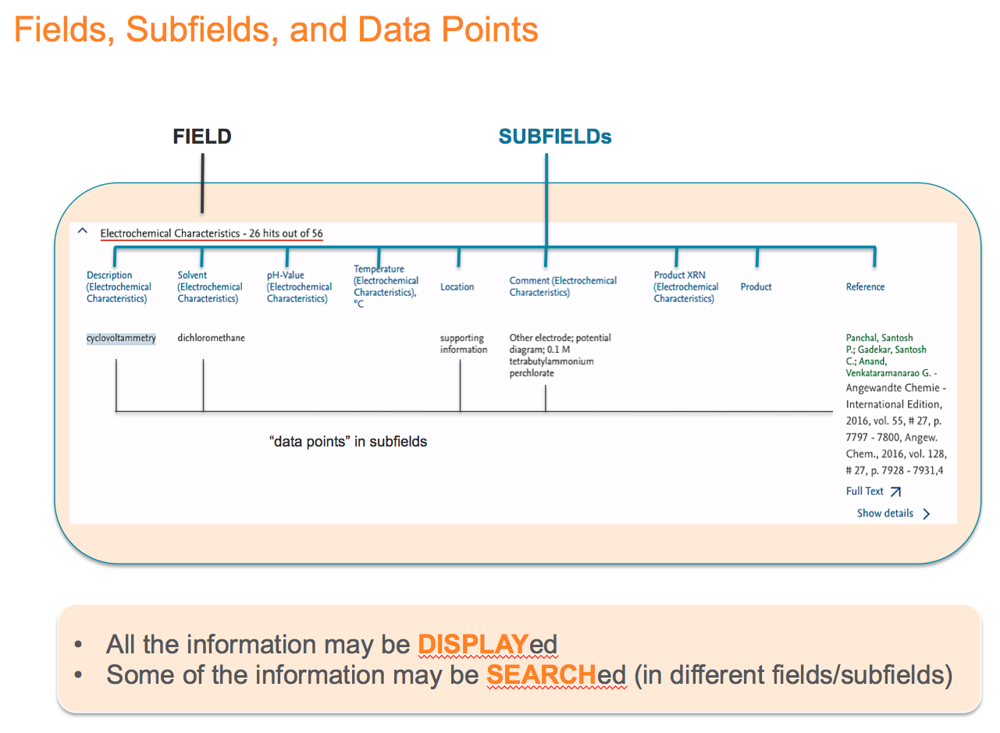 Fields, Subfields, and Data Points
FIELD
SUBFIELDs
Electrochemical Characteristics - 26 hits out of 56
Description
(Electrochemical
Characteristics)
Solvent
(Electrochemical
Characteristics)
pH-Value
(Electrochemical
Characteristics)
Temperature
(Electrochemical
Characteristics),
°C
Location
Comment (Electrochemical
Characteristics)
Product XRN
(Electrochemical
Characteristics)
Product
Reference
cyclovoltammetry
dichloromethane
supporting
information
Other electrode; potential
diagram; 0.1 M
tetrabutylammonium
perchlorate
Panchal, Santosh
P.; Gadekar, Santosh
C.; Anand,
Venkataramanarao G. -
Angewandte Chemie -
International Edition,
2016, vol. 55, # 27, p.
7797 - 7800, Angew.
Chem., 2016, vol. 128,
# 27, p. 7928 - 7931,4
Full Text
Show details
“data points” in subfields
• All the information may be DISPLAYed
• Some of the information may be SEARCHed (in different fields/subfields)